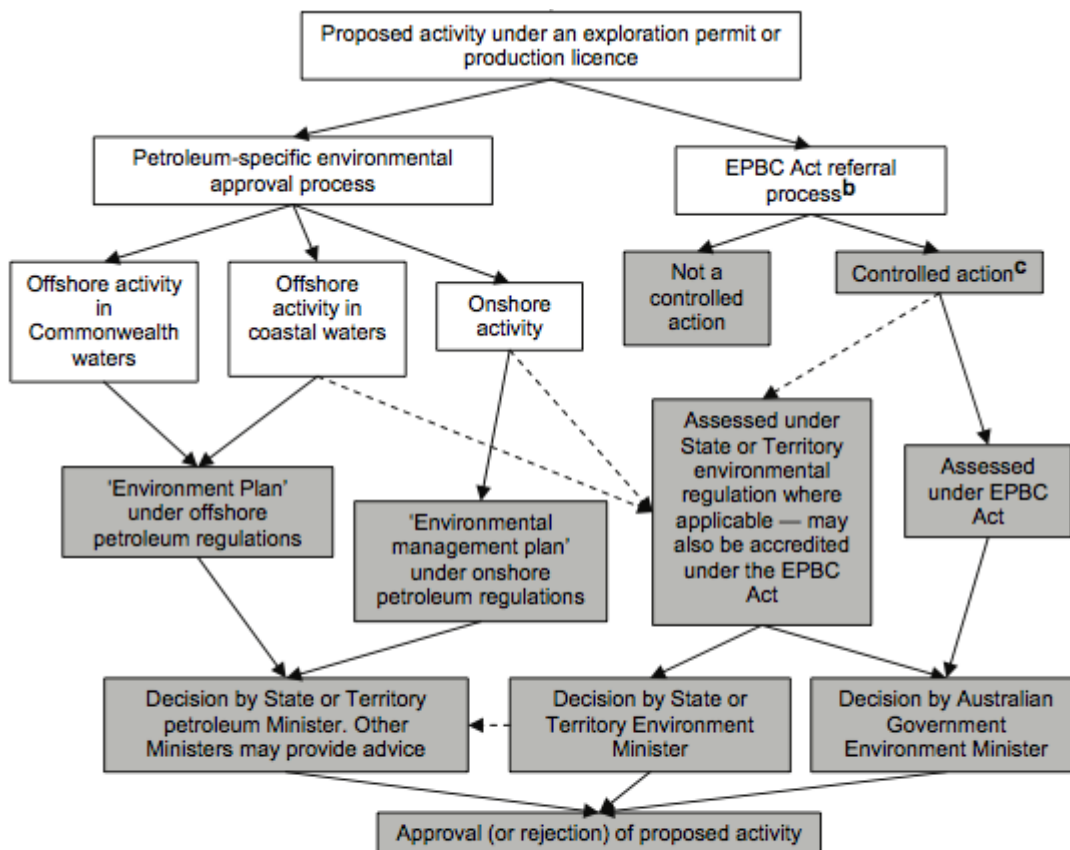 Proposed activity under an exploration permit or
production licence
Petroleum-specific environmental
approval process
EPBC Act referral
process b
Offshore activity
in
Commonwealth
waters
Offshore
activity in
coastal waters
Onshore
activity
Not a
controlled
action
Controlled action c
'Environment Plan'
under offshore
petroleum regulations
'Environmental
management plan'
under onshore
petroleum regulations
Assessed under
State or Territory
environmental
regulation where
applicable — may
also be accredited
under the EPBC
Act
Assessed
under EPBC
Act
Decision by State or Territory
petroleum Minister. Other
Ministers may provide advice
Decision by State or
Territory Environment
Minister
Decision by Australian
Government
Environment Minister
Approval (or rejection) of proposed activity